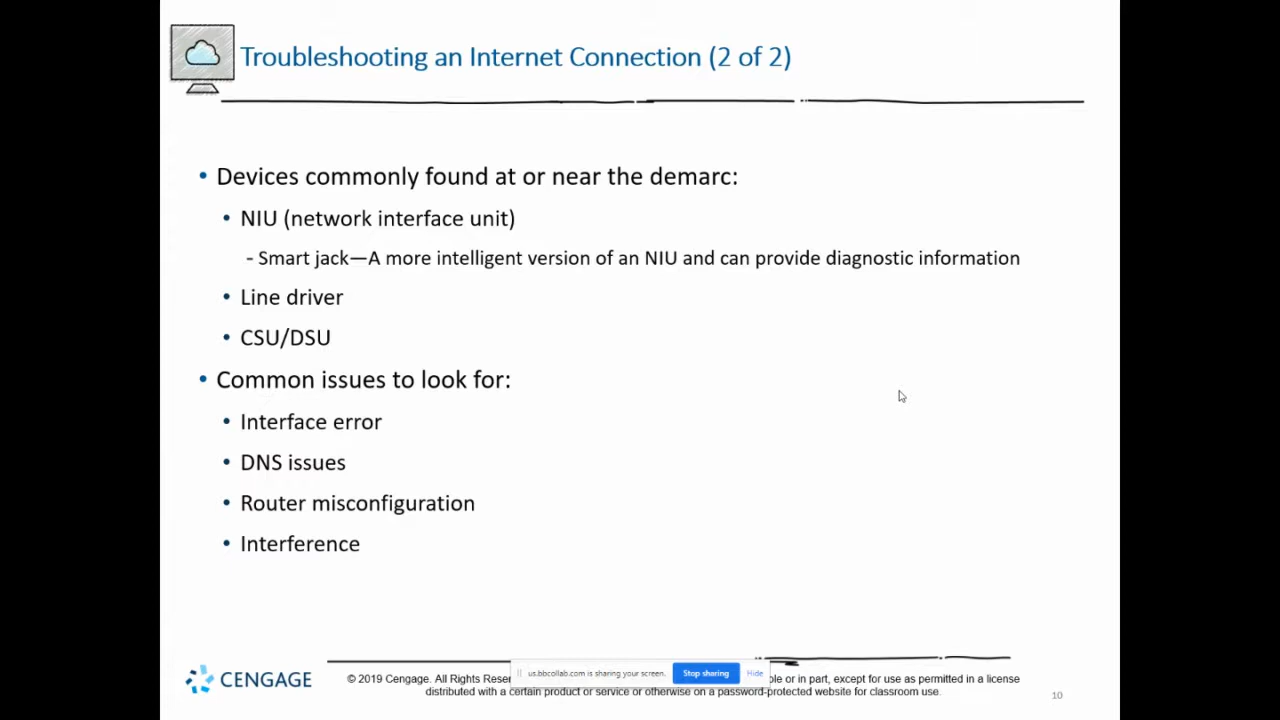 Troubleshooting an Internet Connection (2 of 2)
• Devices commonly found at or near the demarc:
• NIU (network interface unit)
- Smart jack—A more intelligent version of an NIU and can provide diagnostic information
• Line driver
• CSU/DSU
• Common issues to look for:
• Interface error
• DNS issues
• Router misconfiguration
• Interference
us.bbcollab.com is sharing your screen. Stop sharing Hide
CENGAGE
© 2019 Cengage. All Rights Rese ole or in part, except for use as permitted in a license
distributed with a certain product or service or otherwise on a password-protected website for classroom use.
10